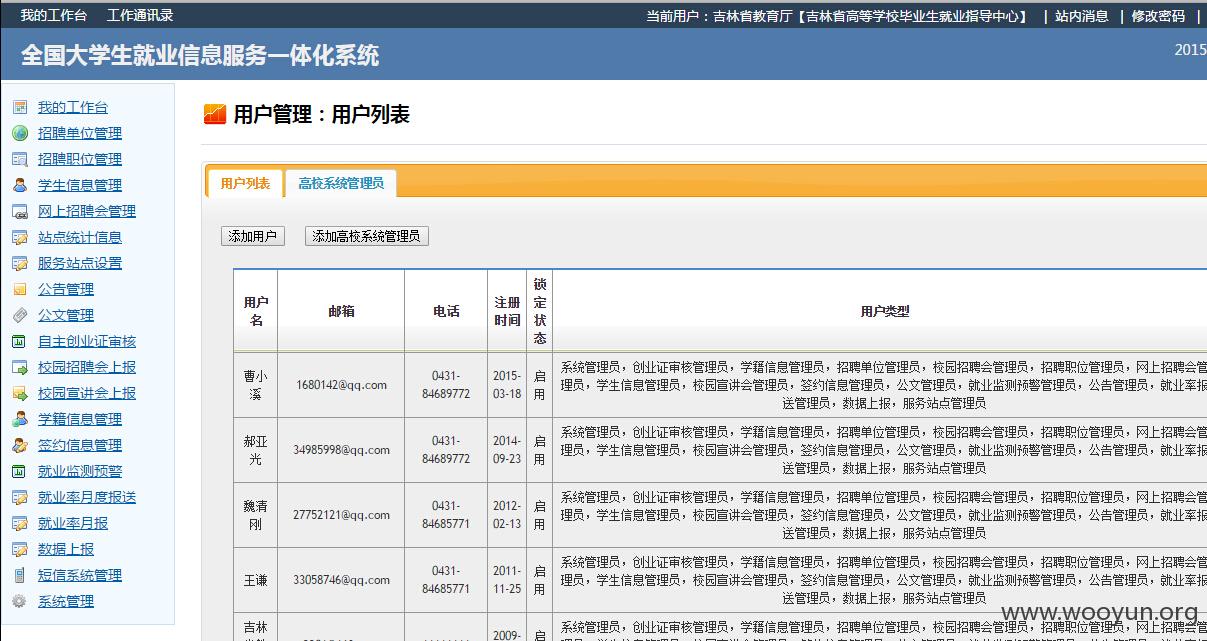 我的工作台 工作通讯录 当前用户：吉林省教育厅【吉林省高等学校毕业生就业指导中心】 | 站内消息 | 修改密码 |
全国大学生就业信息服务一体化系统 2015
我的工作台
招聘单位管理
招聘职位管理
学生信息管理
网上招聘会管理
站点统计信息
服务站点设置
公告管理
公文管理
自主创业证审核
校园招聘会上报
校园宣讲会上报
学籍信息管理
签约信息管理
就业监测预警
就业率月度报送
就业率月报
数据上报
短信系统管理
系统管理
用户管理：用户列表
用户列表 高校系统管理员
添加用户 添加高校系统管理员
用户名 邮箱 电话 注册时间 锁定状态 用户类型
曹小溪 1680142@qq.com 0431-84689772 2015-03-18 启用 系统管理员，创业证审核管理员，学籍信息管理员，招聘单位管理员，校园招聘会管理员，招聘职位管理员，网上招聘会管
理员，学生信息管理员，校园宣讲会管理员，签约信息管理员，公文管理员，就业监测预警管理员，公告管理员，就业率报
送管理员，数据上报，服务站点管理员
郝亚光 34985998@qq.com 0431-84689772 2014-09-23 启用 系统管理员，创业证审核管理员，学籍信息管理员，招聘单位管理员，校园招聘会管理员，招聘职位管理员，网上招聘会管
理员，学生信息管理员，校园宣讲会管理员，签约信息管理员，公文管理员，就业监测预警管理员，公告管理员，就业率报
送管理员，数据上报，服务站点管理员
魏清刚 27752121@qq.com 0431-84685771 2012-02-13 启用 系统管理员，创业证审核管理员，学籍信息管理员，招聘单位管理员，校园招聘会管理员，招聘职位管理员，网上招聘会管
理员，学生信息管理员，校园宣讲会管理员，签约信息管理员，公文管理员，就业监测预警管理员，公告管理员，就业率报
送管理员，数据上报，服务站点管理员
王谦 33058746@qq.com 0431-84685771 2011-11-25 启用 系统管理员，创业证审核管理员，学籍信息管理员，招聘单位管理员，校园招聘会管理员，招聘职位管理员，网上招聘会管
理员，学生信息管理员，校园宣讲会管理员，签约信息管理员，公文管理员，就业监测预警管理员，公告管理员，就业率报
送管理员，数据上报，服务站点管理员
吉林 2009- 启 系统管理员，创业证审核管理员，学籍信息管理员，招聘单位管理员，校园招聘会管理员，招聘职位管理员，网上招聘会管
www.wooyun.org